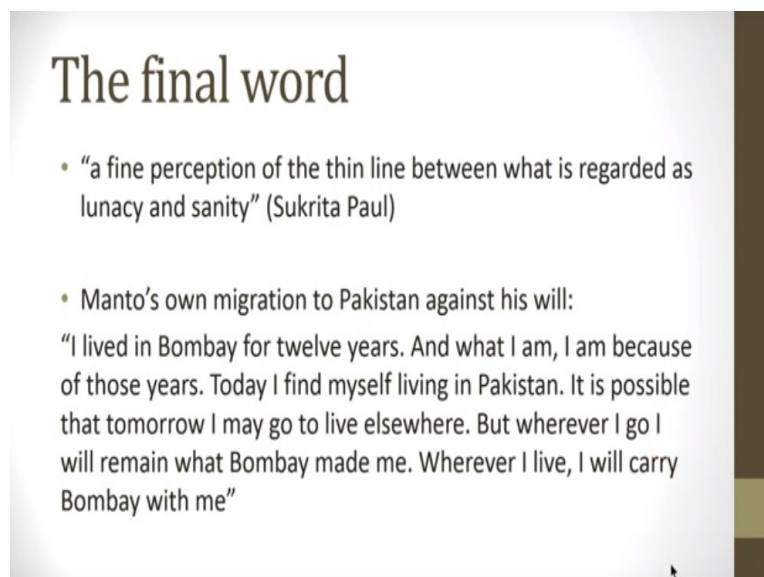 The final word
• “a fine perception of the thin line between what is regarded as
lunacy and sanity” (Sukrita Paul)
• Manto’s own migration to Pakistan against his will:
“I lived in Bombay for twelve years. And what I am, I am because
of those years. Today I find myself living in Pakistan. It is possible
that tomorrow I may go to live elsewhere. But wherever I go I
will remain what Bombay made me. Wherever I live, I will carry
Bombay with me”